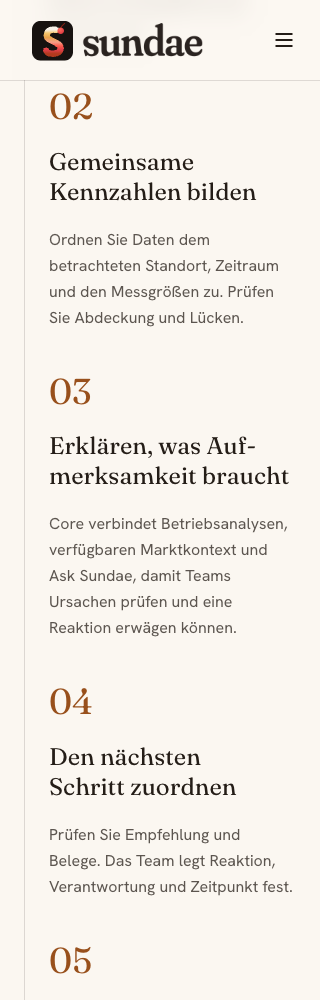 sundae
02
Gemeinsame
Kennzahlen bilden
Ordnen Sie Daten dem
betrachteten Standort, Zeitraum
und den Messgrößen zu. Prüfen
Sie Abdeckung und Lücken.
03
Erklären, was Auf-
merksamkeit braucht
Core verbindet Betriebsanalysen,
verfügbaren Marktkontext und
Ask Sundae, damit Teams
Ursachen prüfen und eine
Reaktion erwägen können.
04
Den nächsten
Schritt zuordnen
Prüfen Sie Empfehlung und
Belege. Das Team legt Reaktion,
Verantwortung und Zeitpunkt fest.
05